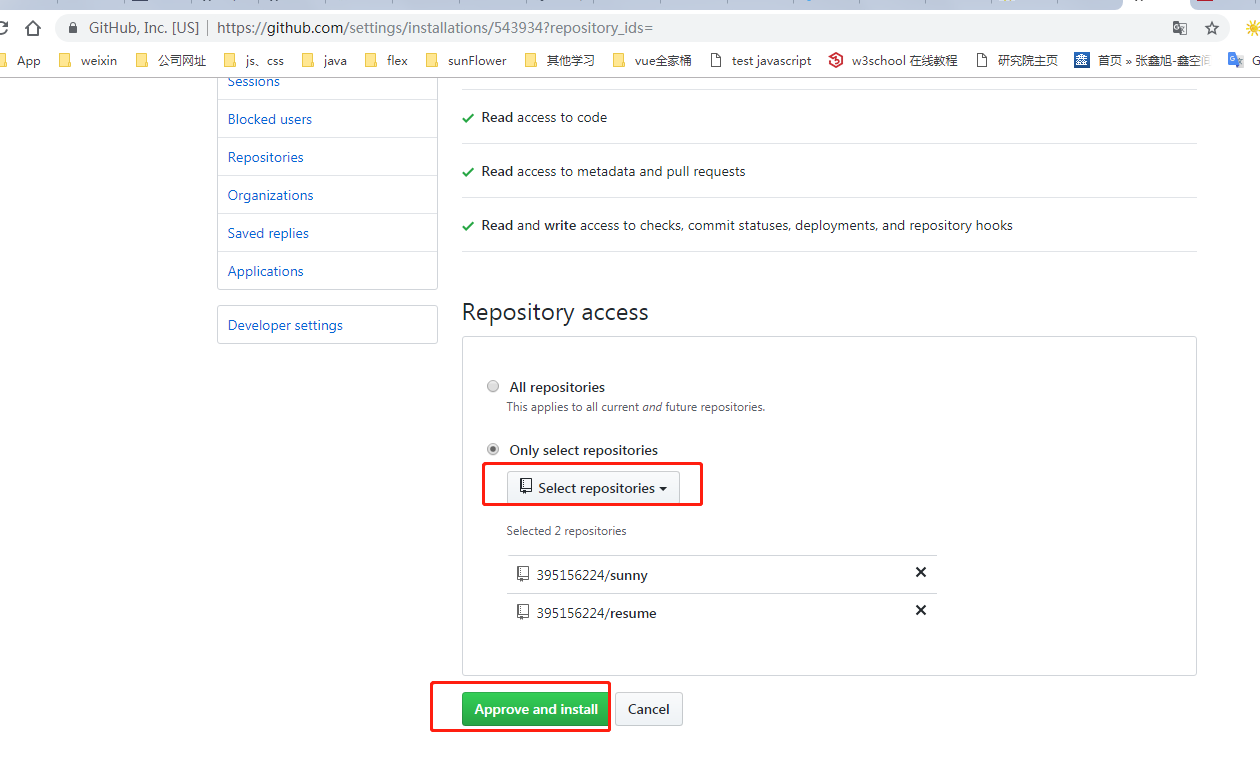 GitHub, Inc. [US] | https://github.com/settings/installations/543934?repository_ids=
App weixin 公司网址 js、css java flex sunFlower 其他学习 vue全家桶 test javascript w3school 在线教程 研究院主页 鑫 首页 » 张鑫旭-鑫空间
Sessions
Blocked users
Repositories
Organizations
Saved replies
Applications
Developer settings
Read access to code
Read access to metadata and pull requests
Read and write access to checks, commit statuses, deployments, and repository hooks
Repository access
All repositories
This applies to all current and future repositories.
Only select repositories
Select repositories
Selected 2 repositories
395156224/sunny
395156224/resume
Approve and install Cancel